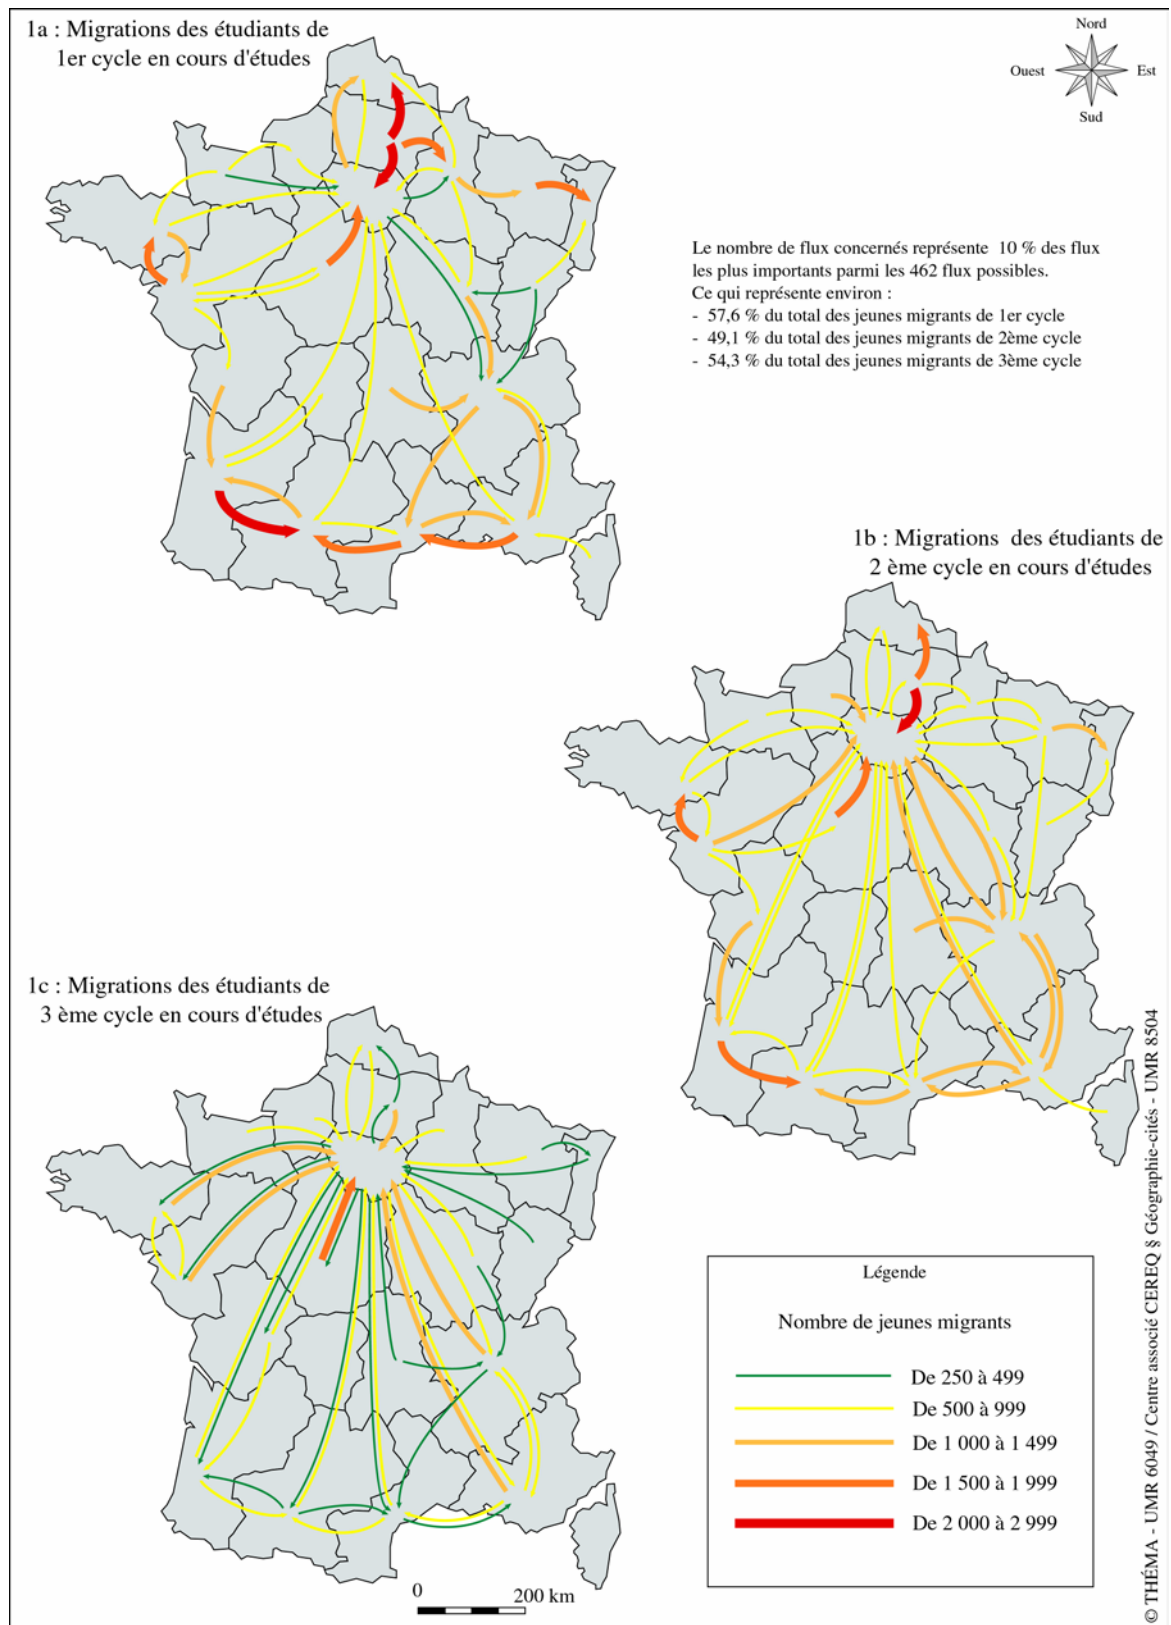 1a : Migrations des étudiants de
1er cycle en cours d'études
Nord
Ouest
Est
Sud
Le nombre de flux concernés représente 10 % des flux
les plus importants parmi les 462 flux possibles.
Ce qui représente environ :
- 57,6 % du total des jeunes migrants de 1er cycle
- 49,1 % du total des jeunes migrants de 2ème cycle
- 54,3 % du total des jeunes migrants de 3ème cycle
1b : Migrations des étudiants de
2 ème cycle en cours d'études
1c : Migrations des étudiants de
3 ème cycle en cours d'études
Légende
Nombre de jeunes migrants
De 250 à 499
De 500 à 999
De 1 000 à 1 499
De 1 500 à 1 999
De 2 000 à 2 999
0
200 km
© THÉMA - UMR 6049 / Centre associé CEREQ § Géographie-cités - UMR 8504